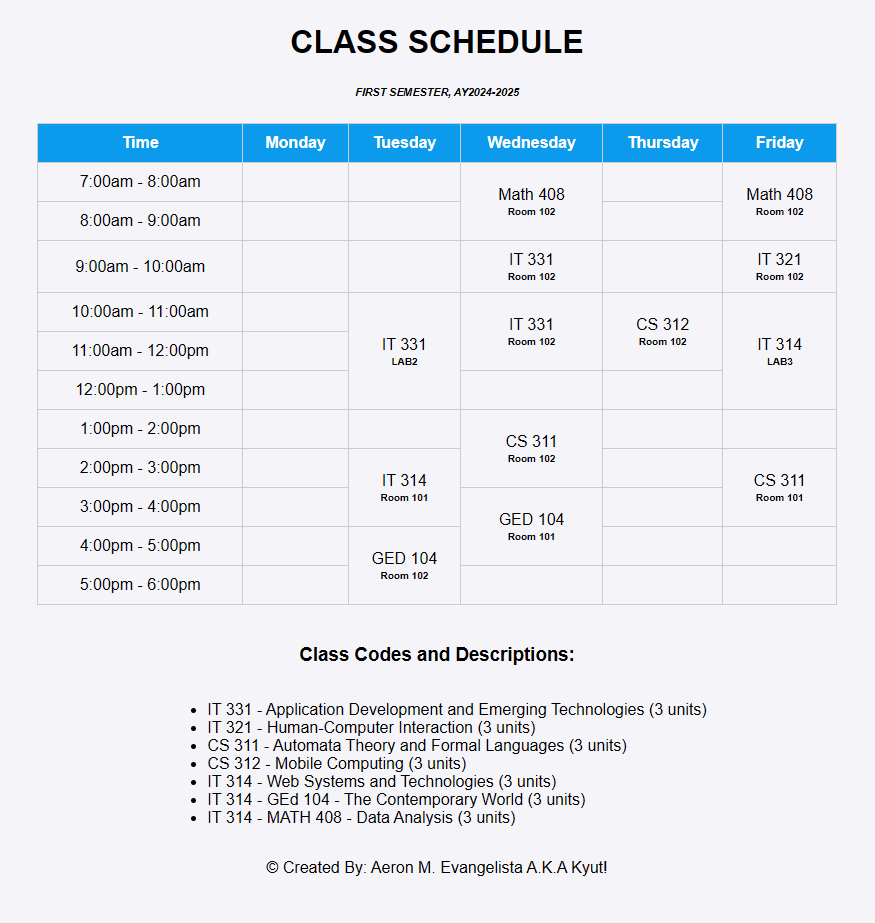 CLASS SCHEDULE
FIRST SEMESTER, AY2024-2025
Time Monday Tuesday Wednesday Thursday Friday
7:00am - 8:00am
Math 408 Math 408
Room 102 Room 102
8:00am - 9:00am
IT 331 IT 321
9:00am - 10:00am
Room 102 Room 102
10:00am - 11:00am
IT 331 CS 312
Room 102 Room 102
IT 331 IT 314
11:00am - 12:00pm
LAB2 LAB3
12:00pm - 1:00pm
1:00pm - 2:00pm
CS 311
Room 102
2:00pm - 3:00pm
IT 314 CS 311
Room 101 Room 101
3:00pm - 4:00pm
GED 104
Room 101
4:00pm - 5:00pm
GED 104
Room 102
5:00pm - 6:00pm
Class Codes and Descriptions:
• IT 331 - Application Development and Emerging Technologies (3 units)
• IT 321 - Human-Computer Interaction (3 units)
• CS 311 - Automata Theory and Formal Languages (3 units)
• CS 312 - Mobile Computing (3 units)
• IT 314 - Web Systems and Technologies (3 units)
• IT 314 - GEd 104 - The Contemporary World (3 units)
• IT 314 - MATH 408 - Data Analysis (3 units)
© Created By: Aeron M. Evangelista A.K.A Kyut!